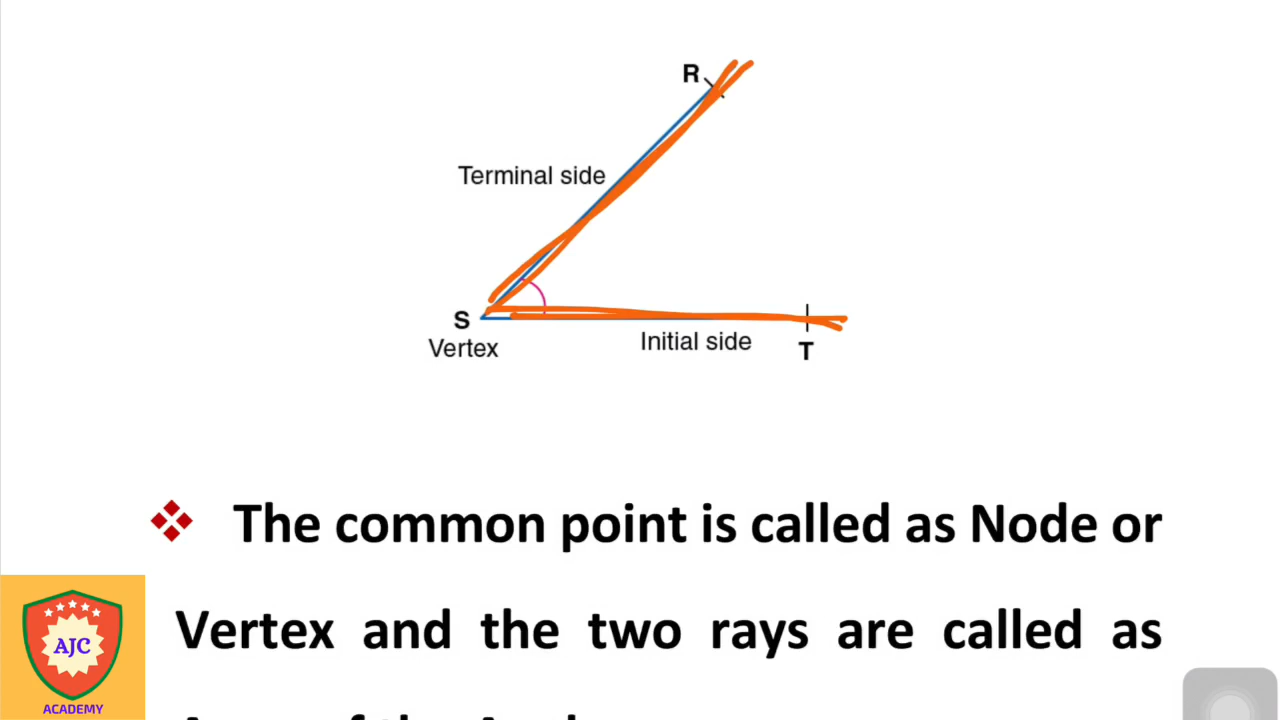 R
Terminal side
S
Vertex
Initial side
T
The common point is called as Node or
Vertex and the two rays are called as
AJC
ACADEMY